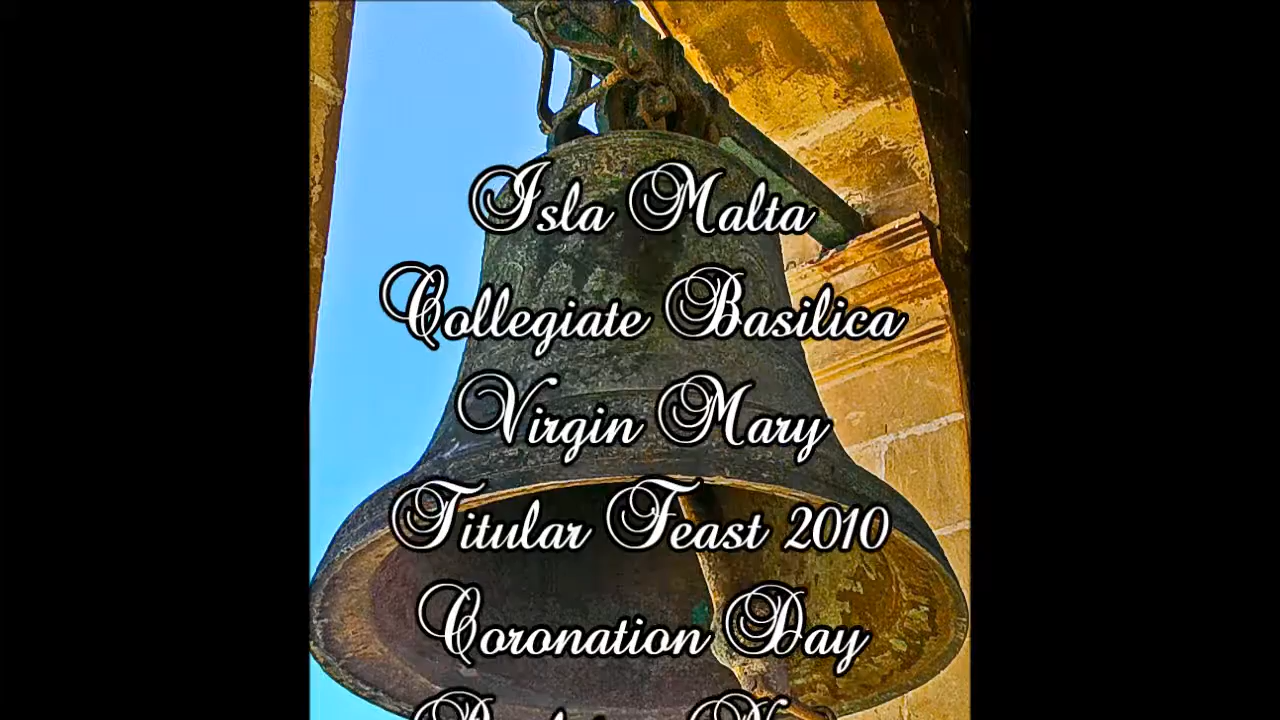 Isla Malta
Collegiate Basilica
Virgin Mary
Titular Feast 2010
Coronation Day